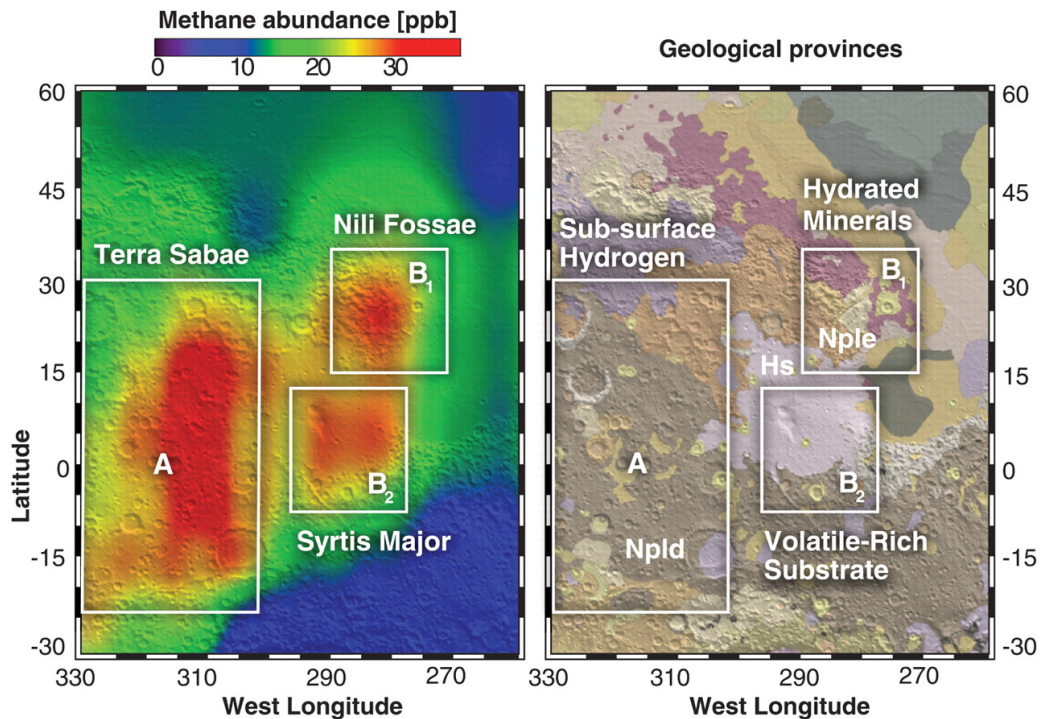 Methane abundance [ppb]
0 10 20 30
Geological provinces
60
45
30
15
0
-15
-30
Latitude
Terra Sabae
Nili Fossae
B1
A
B2
Syrtis Major
330 310 290 270
West Longitude
Sub-surface
Hydrogen
Hydrated
Minerals
B1
Nple
Hs
A
B2
Npld
Volatile-Rich
Substrate
60
45
30
15
0
-15
-30
330 310 290 270
West Longitude